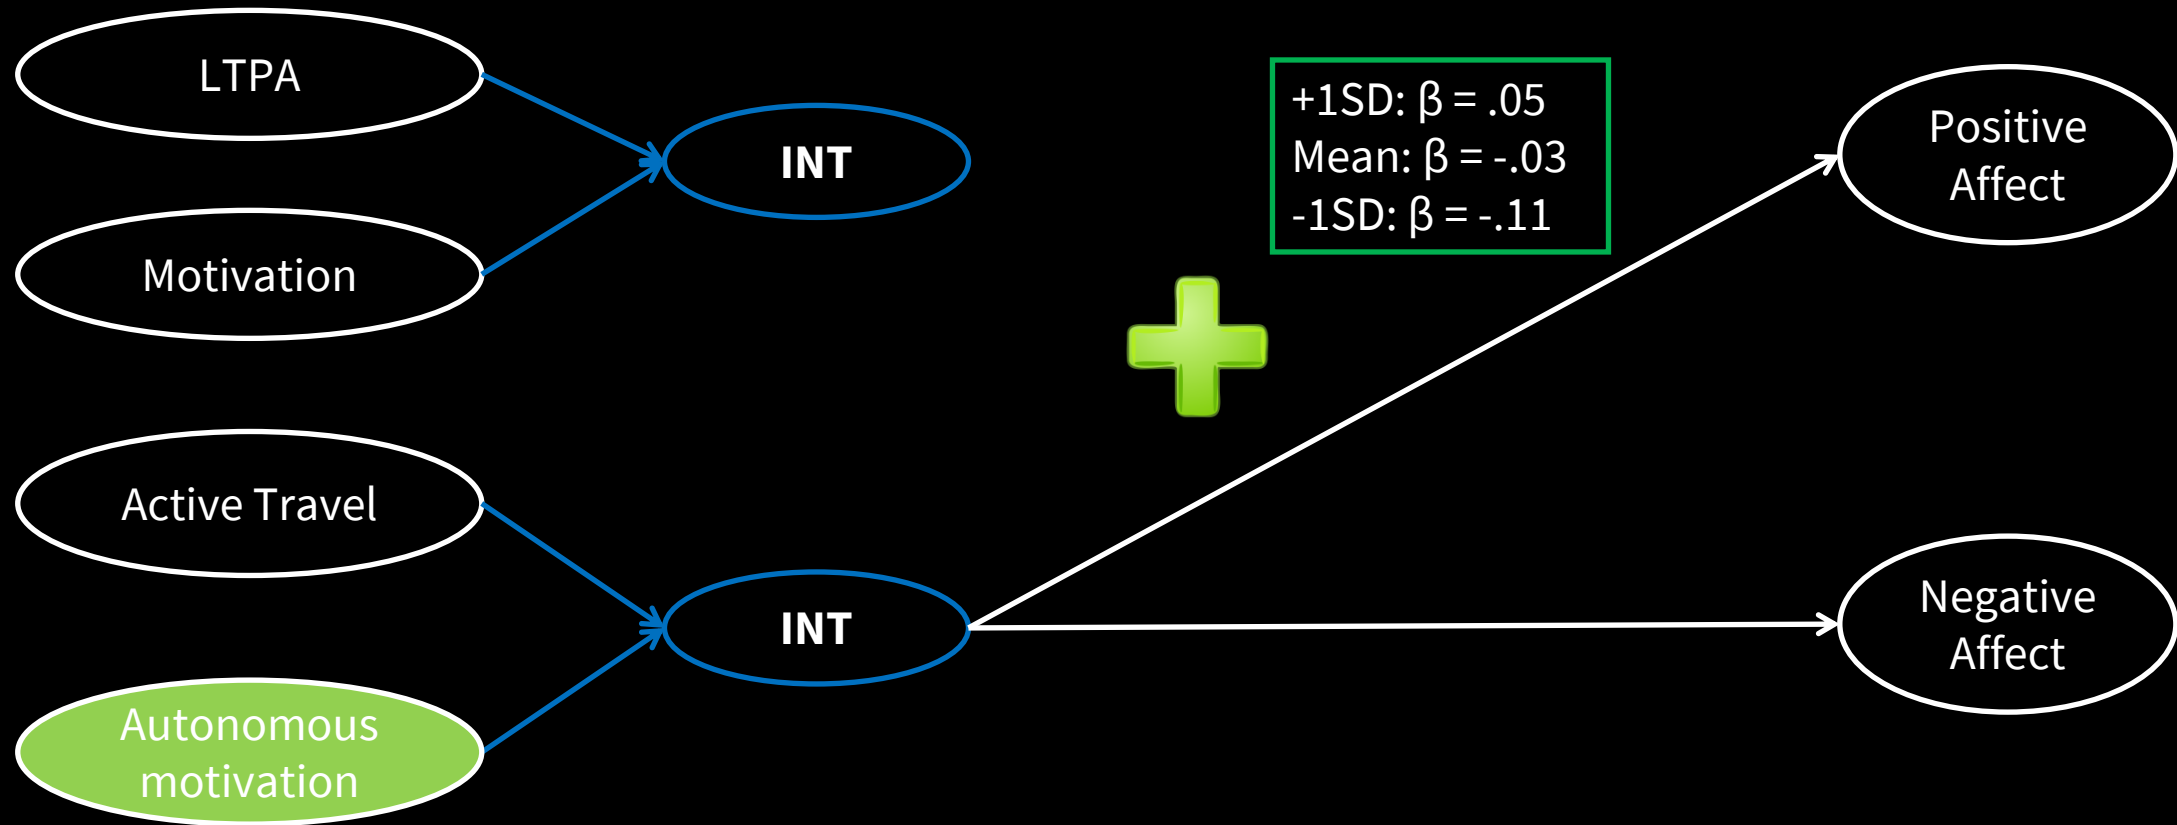 LTPA
INT
Motivation
+1SD: β = .05
Mean: β = -.03
-1SD: β = -.11
Positive
Affect
Active Travel
INT
Autonomous
motivation
Negative
Affect